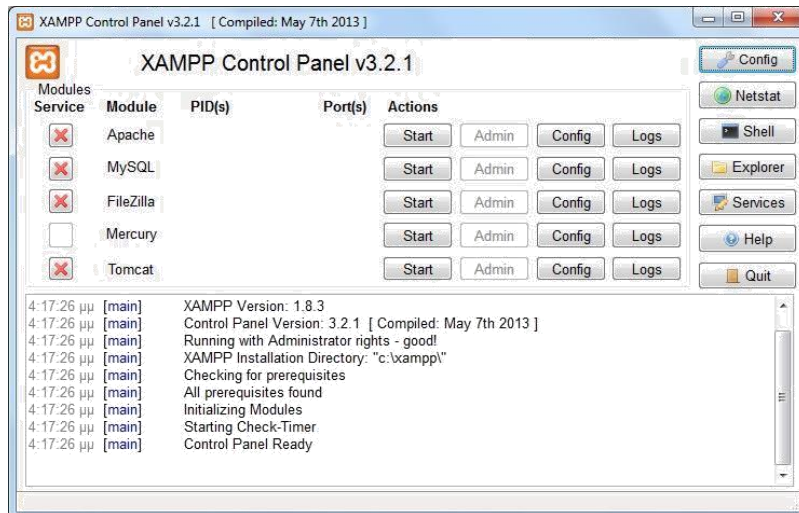 XAMPP Control Panel v3.2.1 [ Compiled: May 7th 2013 ]
XAMPP Control Panel v3.2.1
Config
Modules
Service Module PID(s) Port(s) Actions
Netstat
Apache Start Admin Config Logs
Shell
MySQL Start Admin Config Logs
Explorer
FileZilla Start Admin Config Logs
Services
Mercury Start Admin Config Logs
Help
Tomcat Start Admin Config Logs
Quit
4:17:26 μμ [main] XAMPP Version: 1.8.3
4:17:26 μμ [main] Control Panel Version: 3.2.1 [ Compiled: May 7th 2013 ]
4:17:26 μμ [main] Running with Administrator rights - good!
4:17:26 μμ [main] XAMPP Installation Directory: "c:\xampp\"
4:17:26 μμ [main] Checking for prerequisites
4:17:26 μμ [main] All prerequisites found
4:17:26 μμ [main] Initializing Modules
4:17:26 μμ [main] Starting Check-Timer
4:17:26 μμ [main] Control Panel Ready